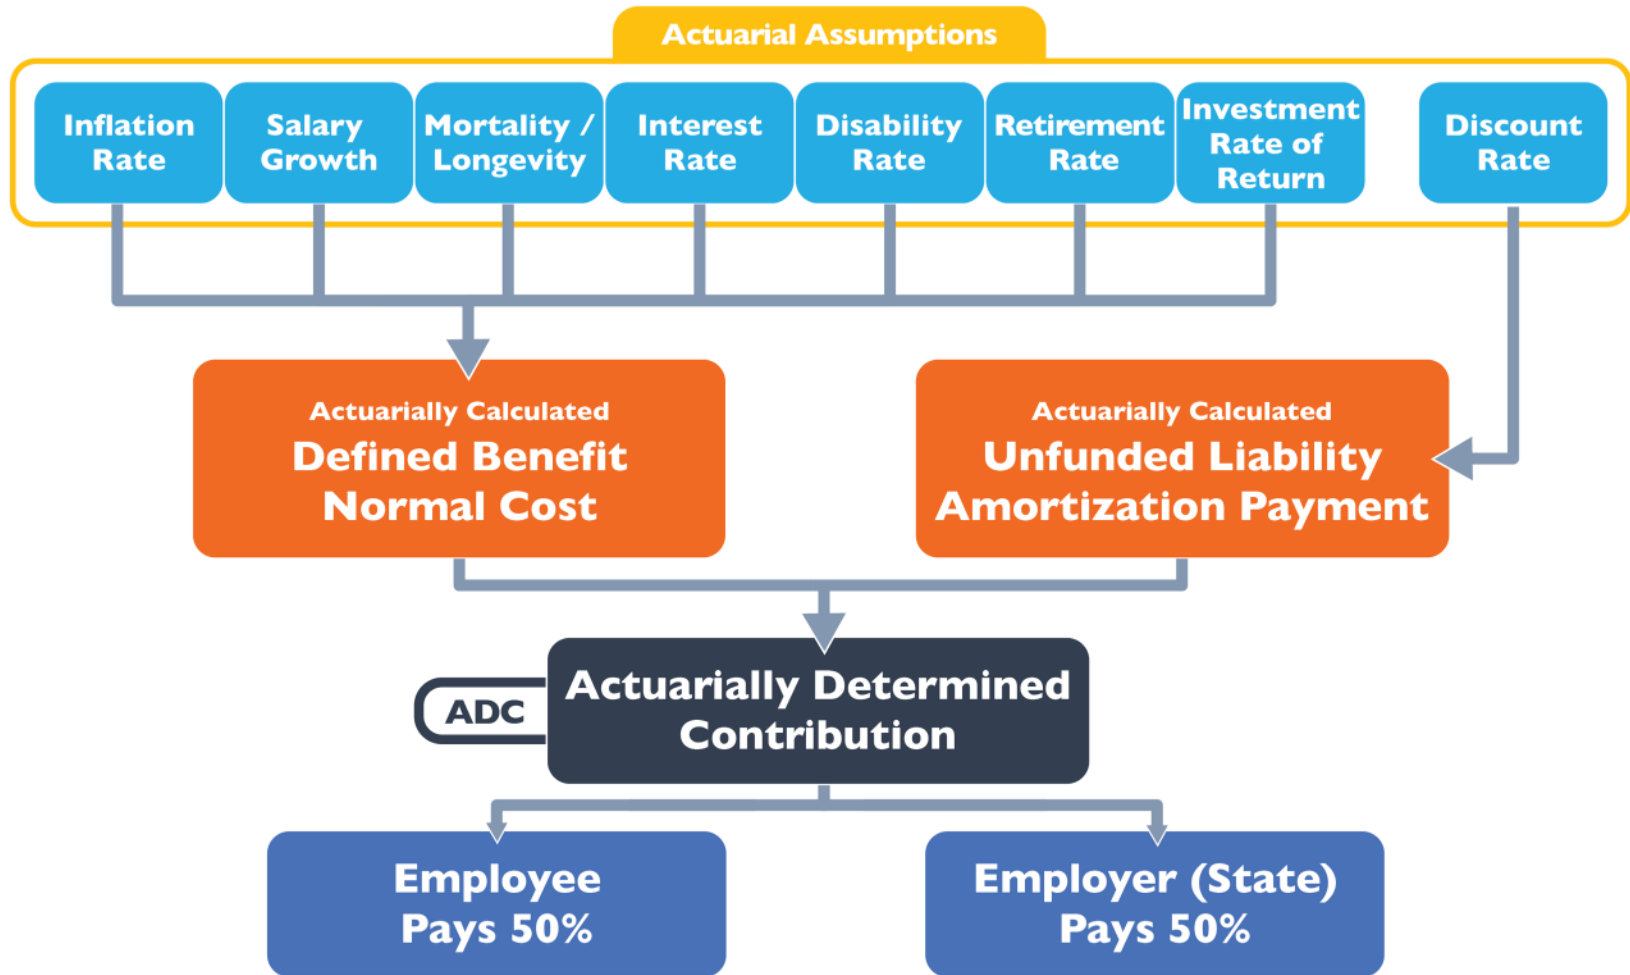 Actuarial Assumptions
Inflation
Rate
Salary
Growth
Mortality /
Longevity
Interest
Rate
Disability
Rate
Retirement
Rate
Investment
Rate of
Return
Discount
Rate
Actuarially Calculated
Defined Benefit
Normal Cost
Actuarially Calculated
Unfunded Liability
Amortization Payment
ADC
Actuarially Determined
Contribution
Employee
Pays 50%
Employer (State)
Pays 50%